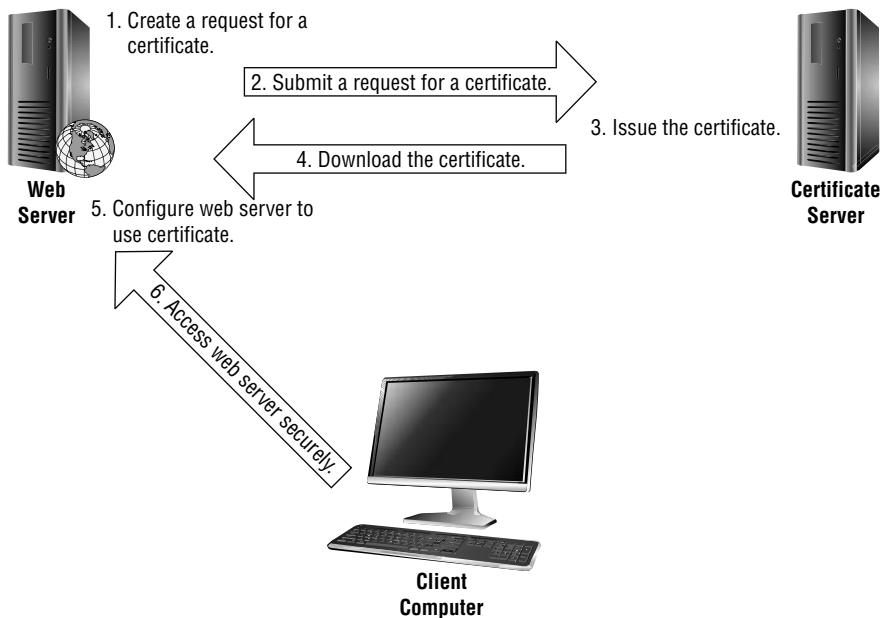 1. Create a request for a
certificate.
2. Submit a request for a certificate.
3. Issue the certificate.
4. Download the certificate.
Web
Server
Certificate
Server
5. Configure web server to
use certificate.
6. Access web server securely.
Client
Computer